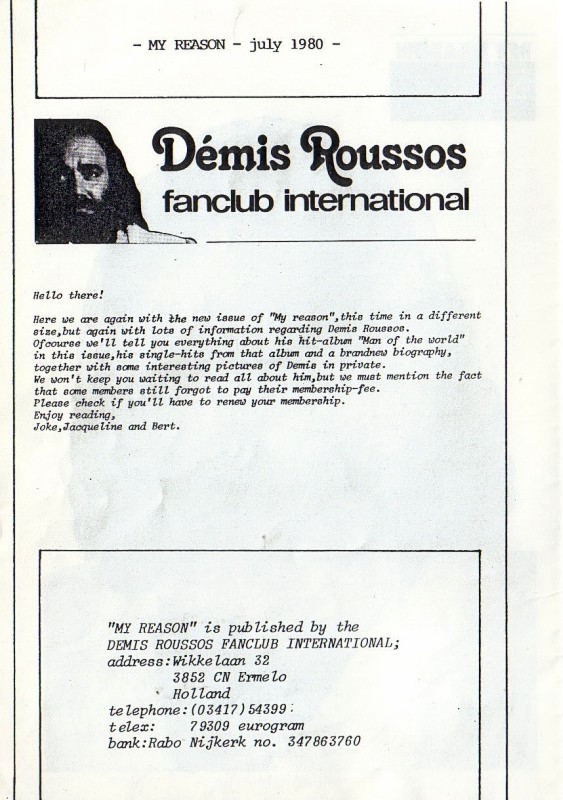 - MY REASON - july 1980 -
Démis Roussos
fanclub international
Hello there!
Here we are again with the new issue of "My reason",this time in a different
size,but again with lots of information regarding Demis Roussos.
Ofcourse we'll tell you everything about his hit-album "Man of the world"
in this issue,his single-hits from that album and a brandnew biography,
together with some interesting pictures of Demis in private.
We won't keep you waiting to read all about him,but we must mention the fact
that some members still forgot to pay their membership-fee.
Please check if you'll have to renew your membership.
Enjoy reading,
Joke,Jacqueline and Bert.
"MY REASON" is published by the
DEMIS ROUSSOS FANCLUB INTERNATIONAL;
address:Wikkelaan 32
3852 CN Ermelo
Holland
telephone:(03417)54399
telex: 79309 eurogram
bank:Rabo Nijkerk no. 347863760